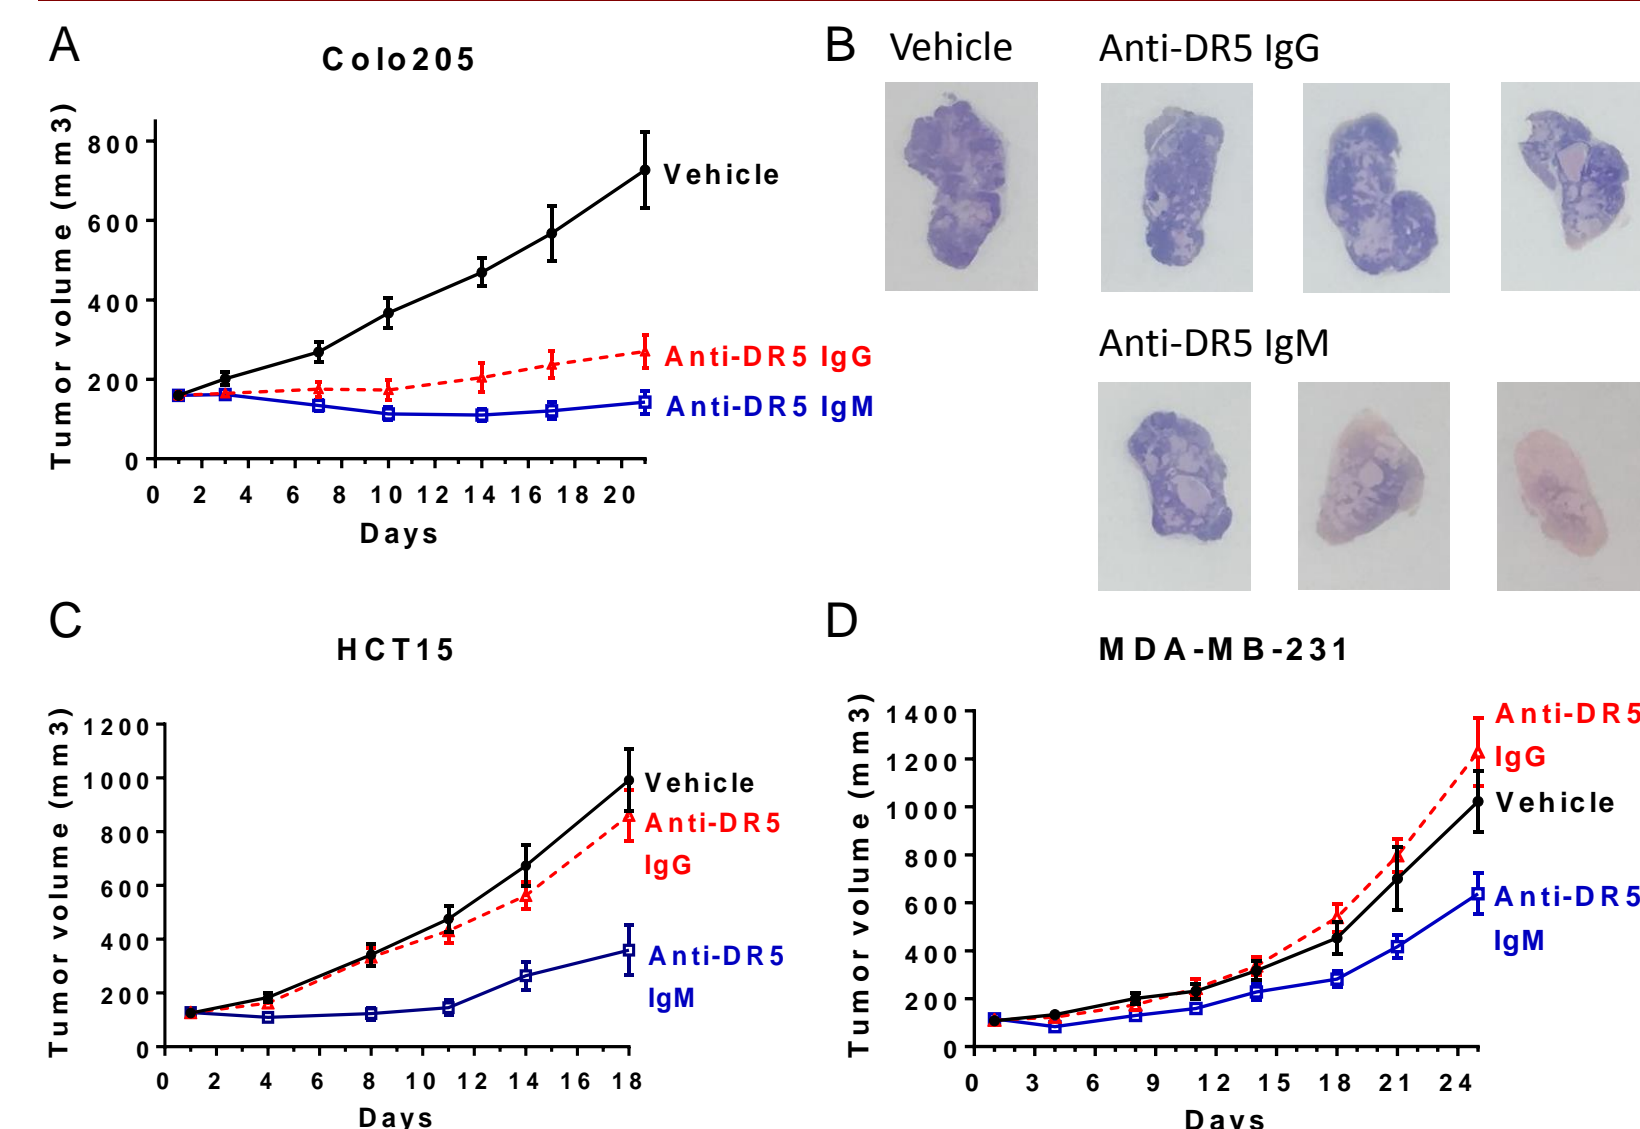 A
Colo205
Tumor volume (mm3)
800
600
400
200
0
0 2 4 6 8 10 12 14 16 18 20
Days
Vehicle
Anti-DR5 IgG
Anti-DR5 IgM
B
Vehicle
Anti-DR5 IgG
Anti-DR5 IgM
C
HCT15
Tumor volume (mm3)
1200
1000
800
600
400
200
0
0 2 4 6 8 10 12 14 16 18
Days
Vehicle
Anti-DR5
IgG
Anti-DR5
IgM
D
MDA-MB-231
Tumor volume (mm3)
1400
1200
1000
800
600
400
200
0
0 3 6 9 12 15 18 21 24
Days
Anti-DR5
IgG
Vehicle
Anti-DR5
IgM